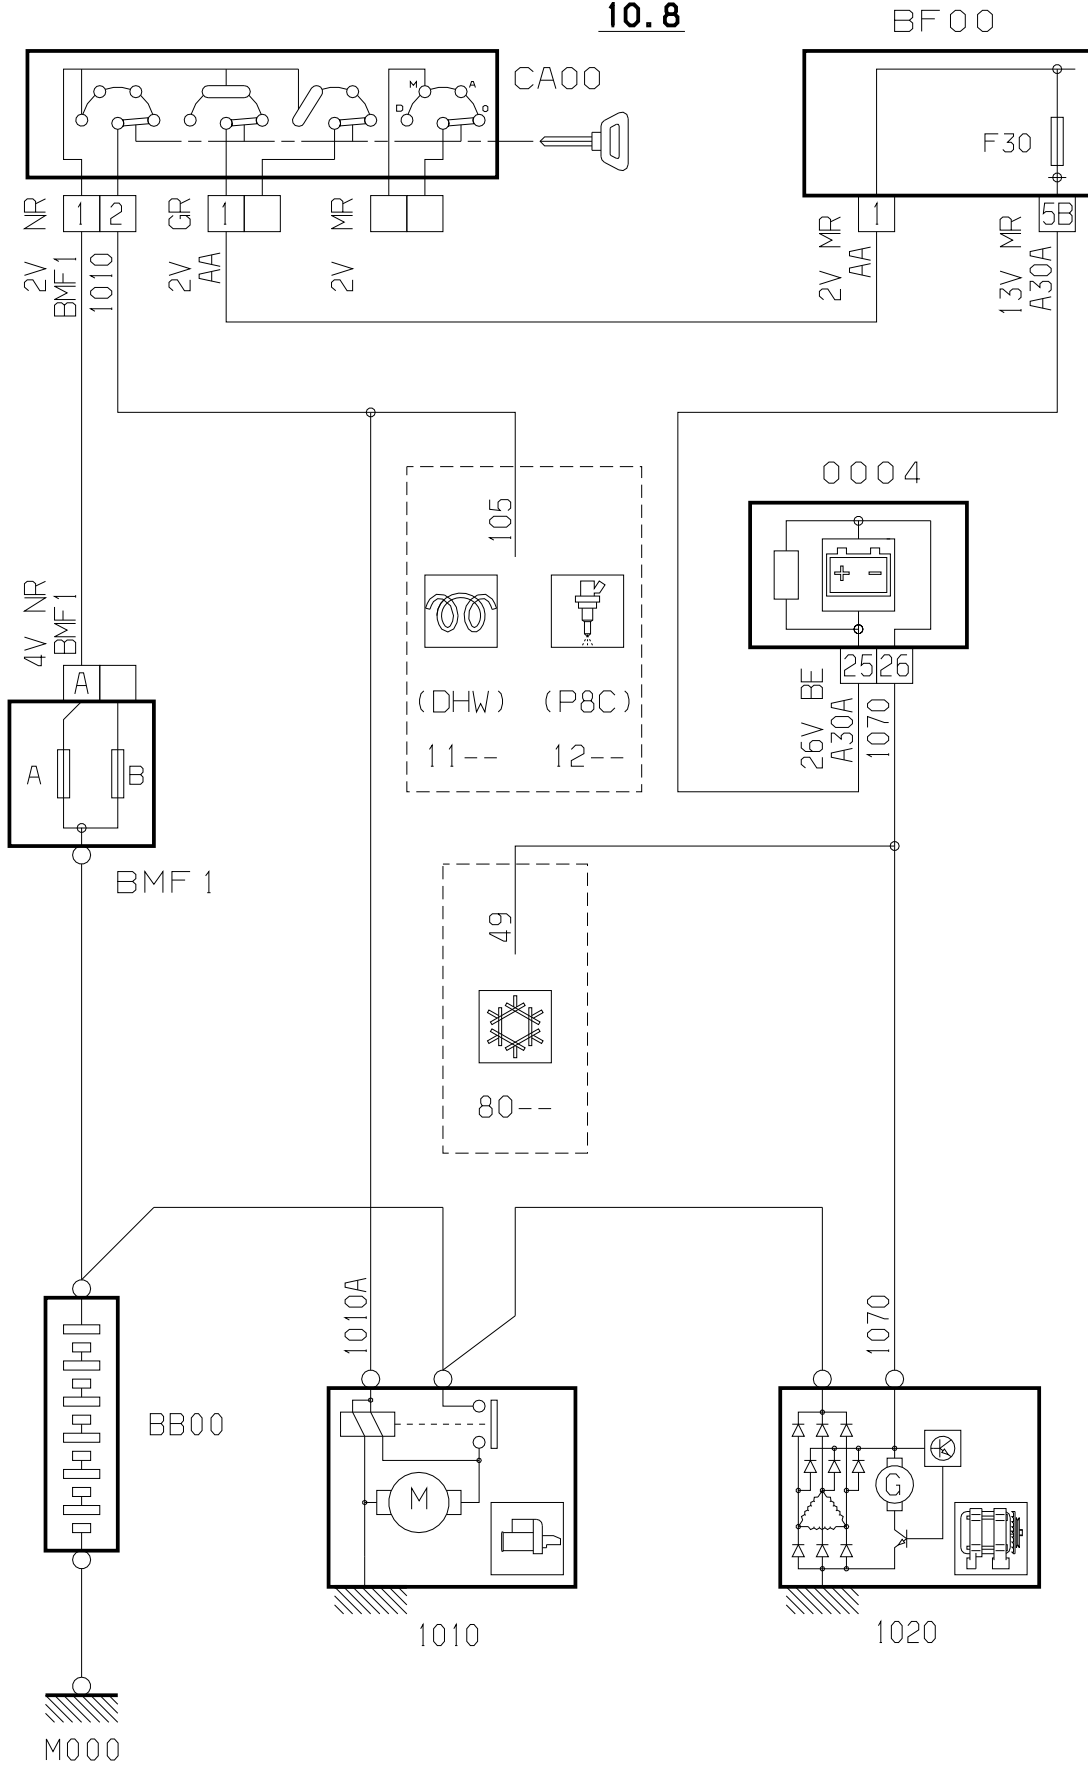 10.8
BF00
CA00
M A
D O
F30
1 2 1 1 5B
NR GR MR MR MR
2V 2V 2V 2V 13V
BMF1 1010 AA AA A30A
0004
105
4V NR
BMF1
A
25 26
26V BE
A30A
1070
(DHW) (P8C)
11-- 12--
A B
BMF1
49
80--
1010A
1070
BB00
M
G
1010
1020
M000